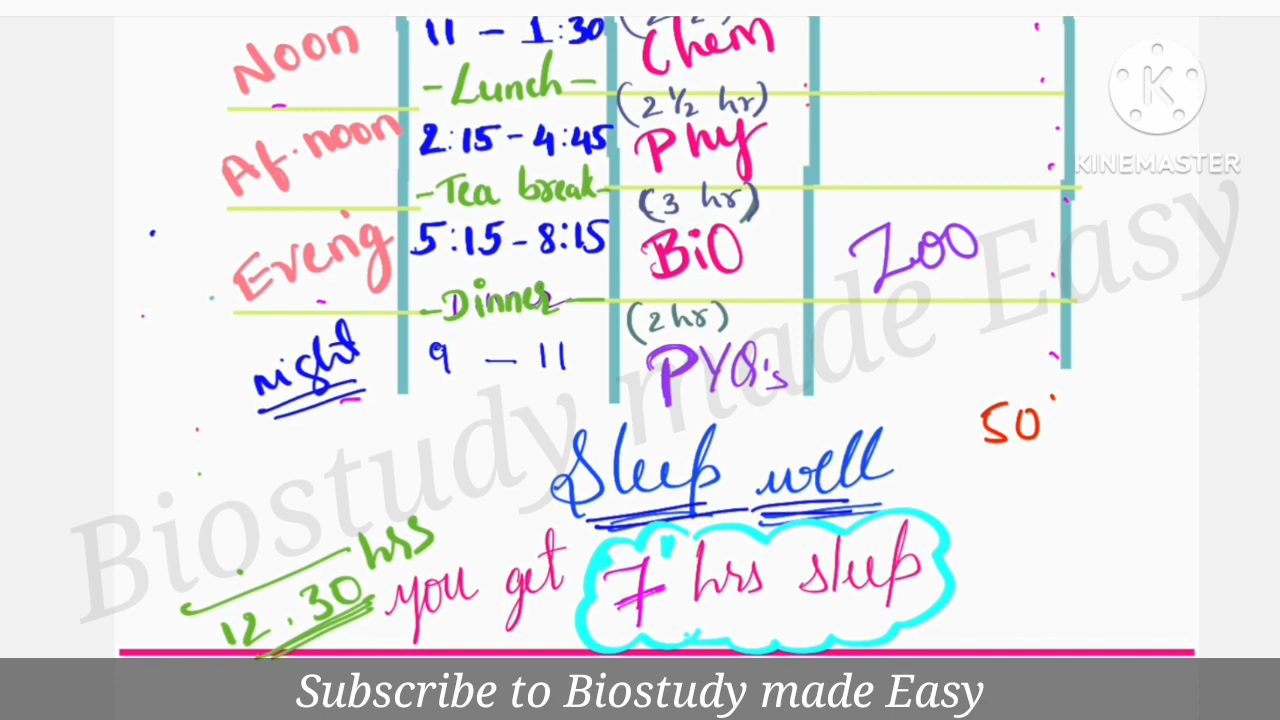 Noon 11 - 1:30 Chem
- Lunch - (2 ½ hr)
Af.noon 2:15 - 4:45 Phy
- Tea break - (3 hr)
Eveng 5:15 - 8:15 BiO Zoo
- Dinner - (2 hr)
night 9 - 11 PYQ's
50
Sleep well
12.30 hrs you get 7 hrs sleep
K
KINEMASTER
Biostudy made Easy
Subscribe to Biostudy made Easy